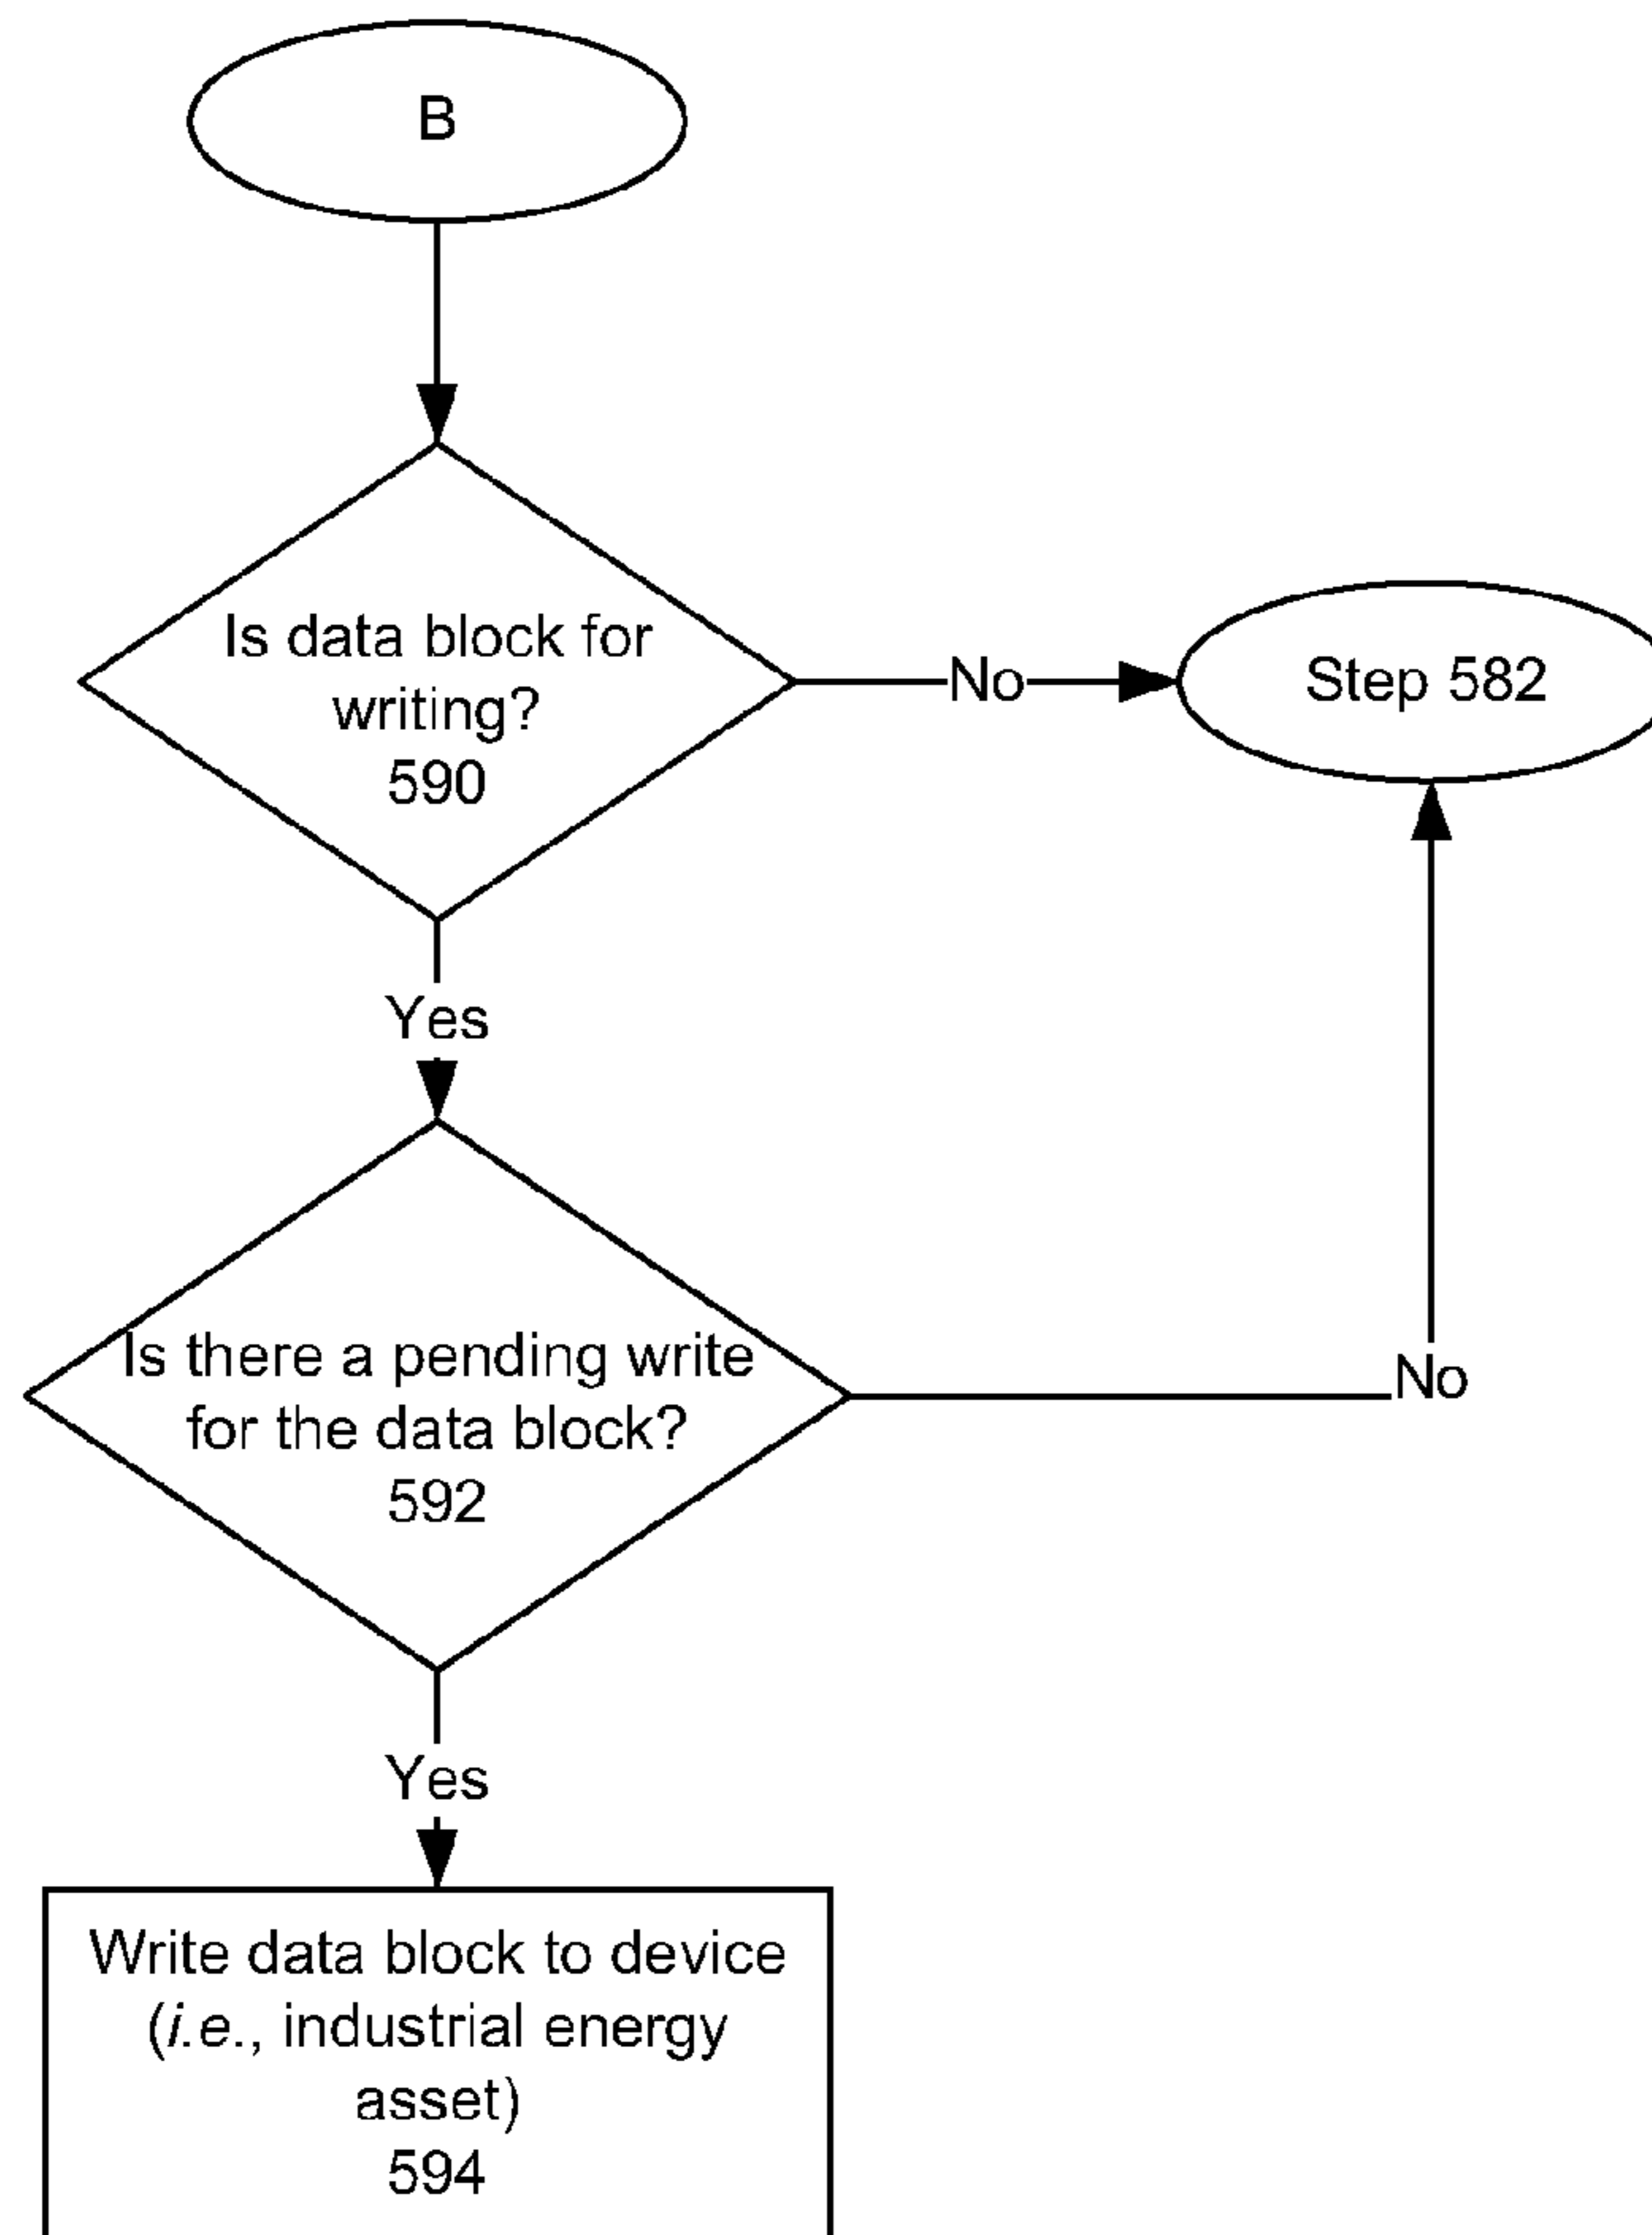 B
Is data block for
writing?
590
No
Step 582
Yes
Is there a pending write
for the data block?
592
No
Yes
Write data block to device
(i.e., industrial energy
asset)
594